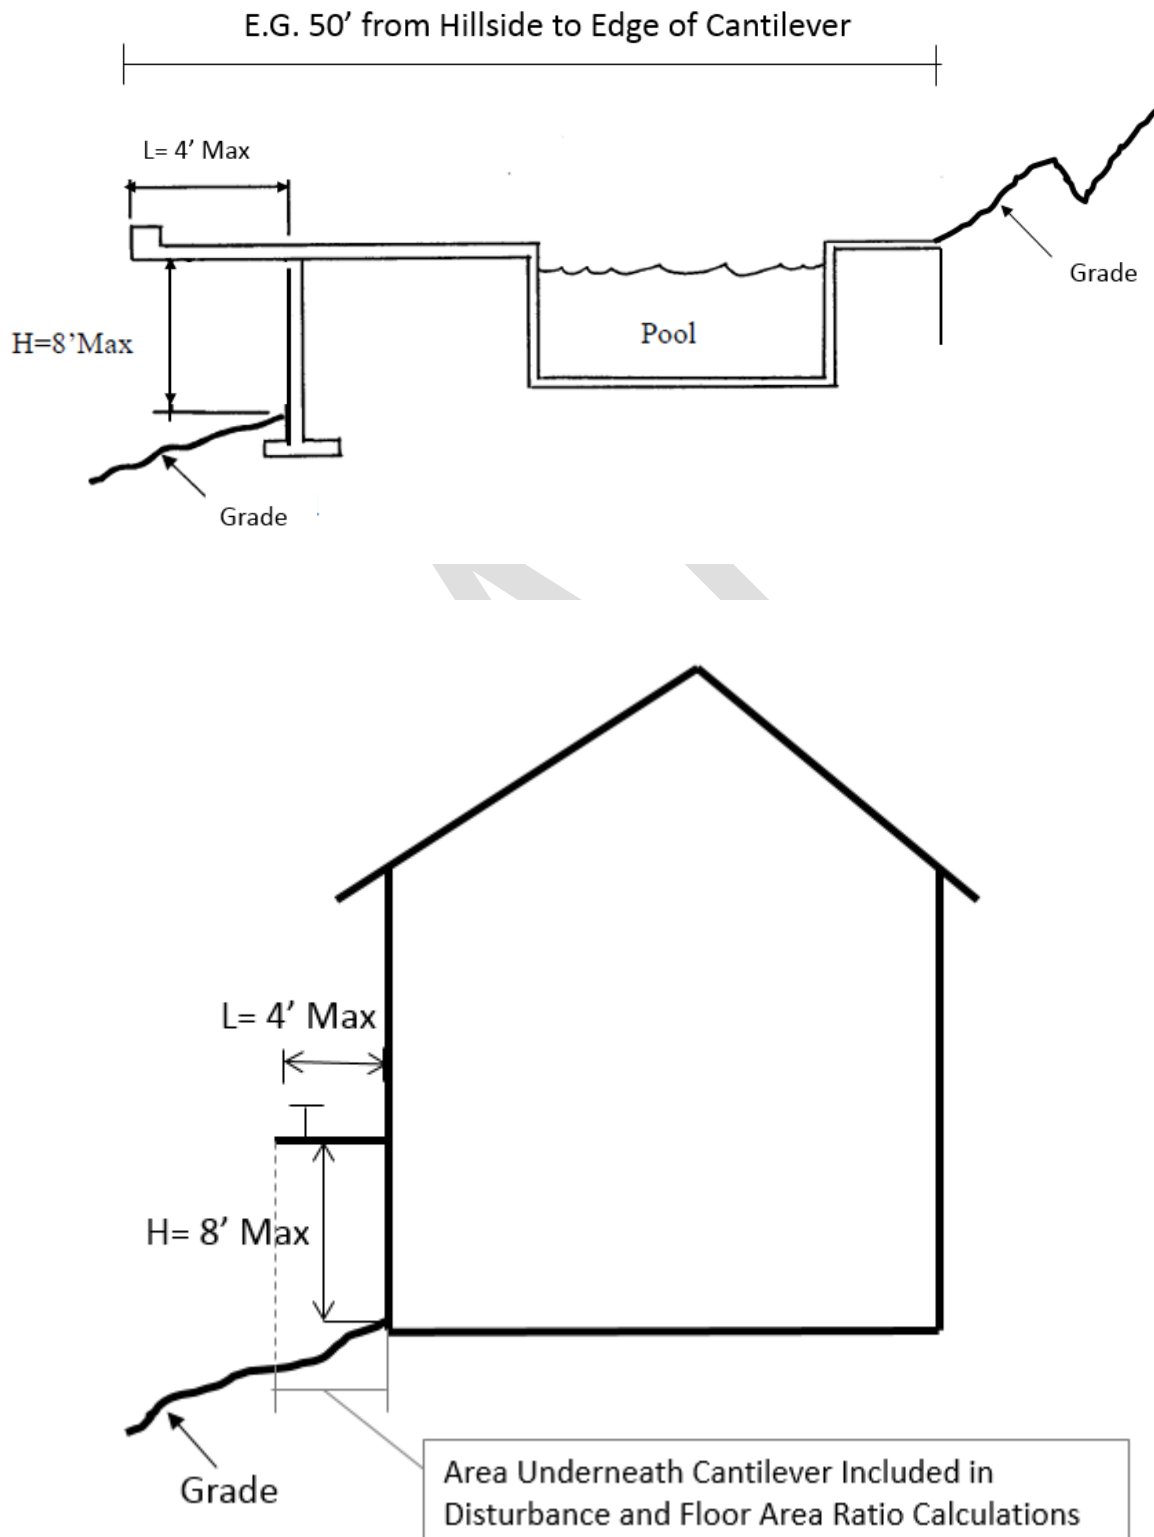 E.G. 50’ from Hillside to Edge of Cantilever
L= 4’ Max
Grade
H=8’Max
Pool
Grade
L= 4’ Max
H= 8’ Max
Grade
Area Underneath Cantilever Included in
Disturbance and Floor Area Ratio Calculations